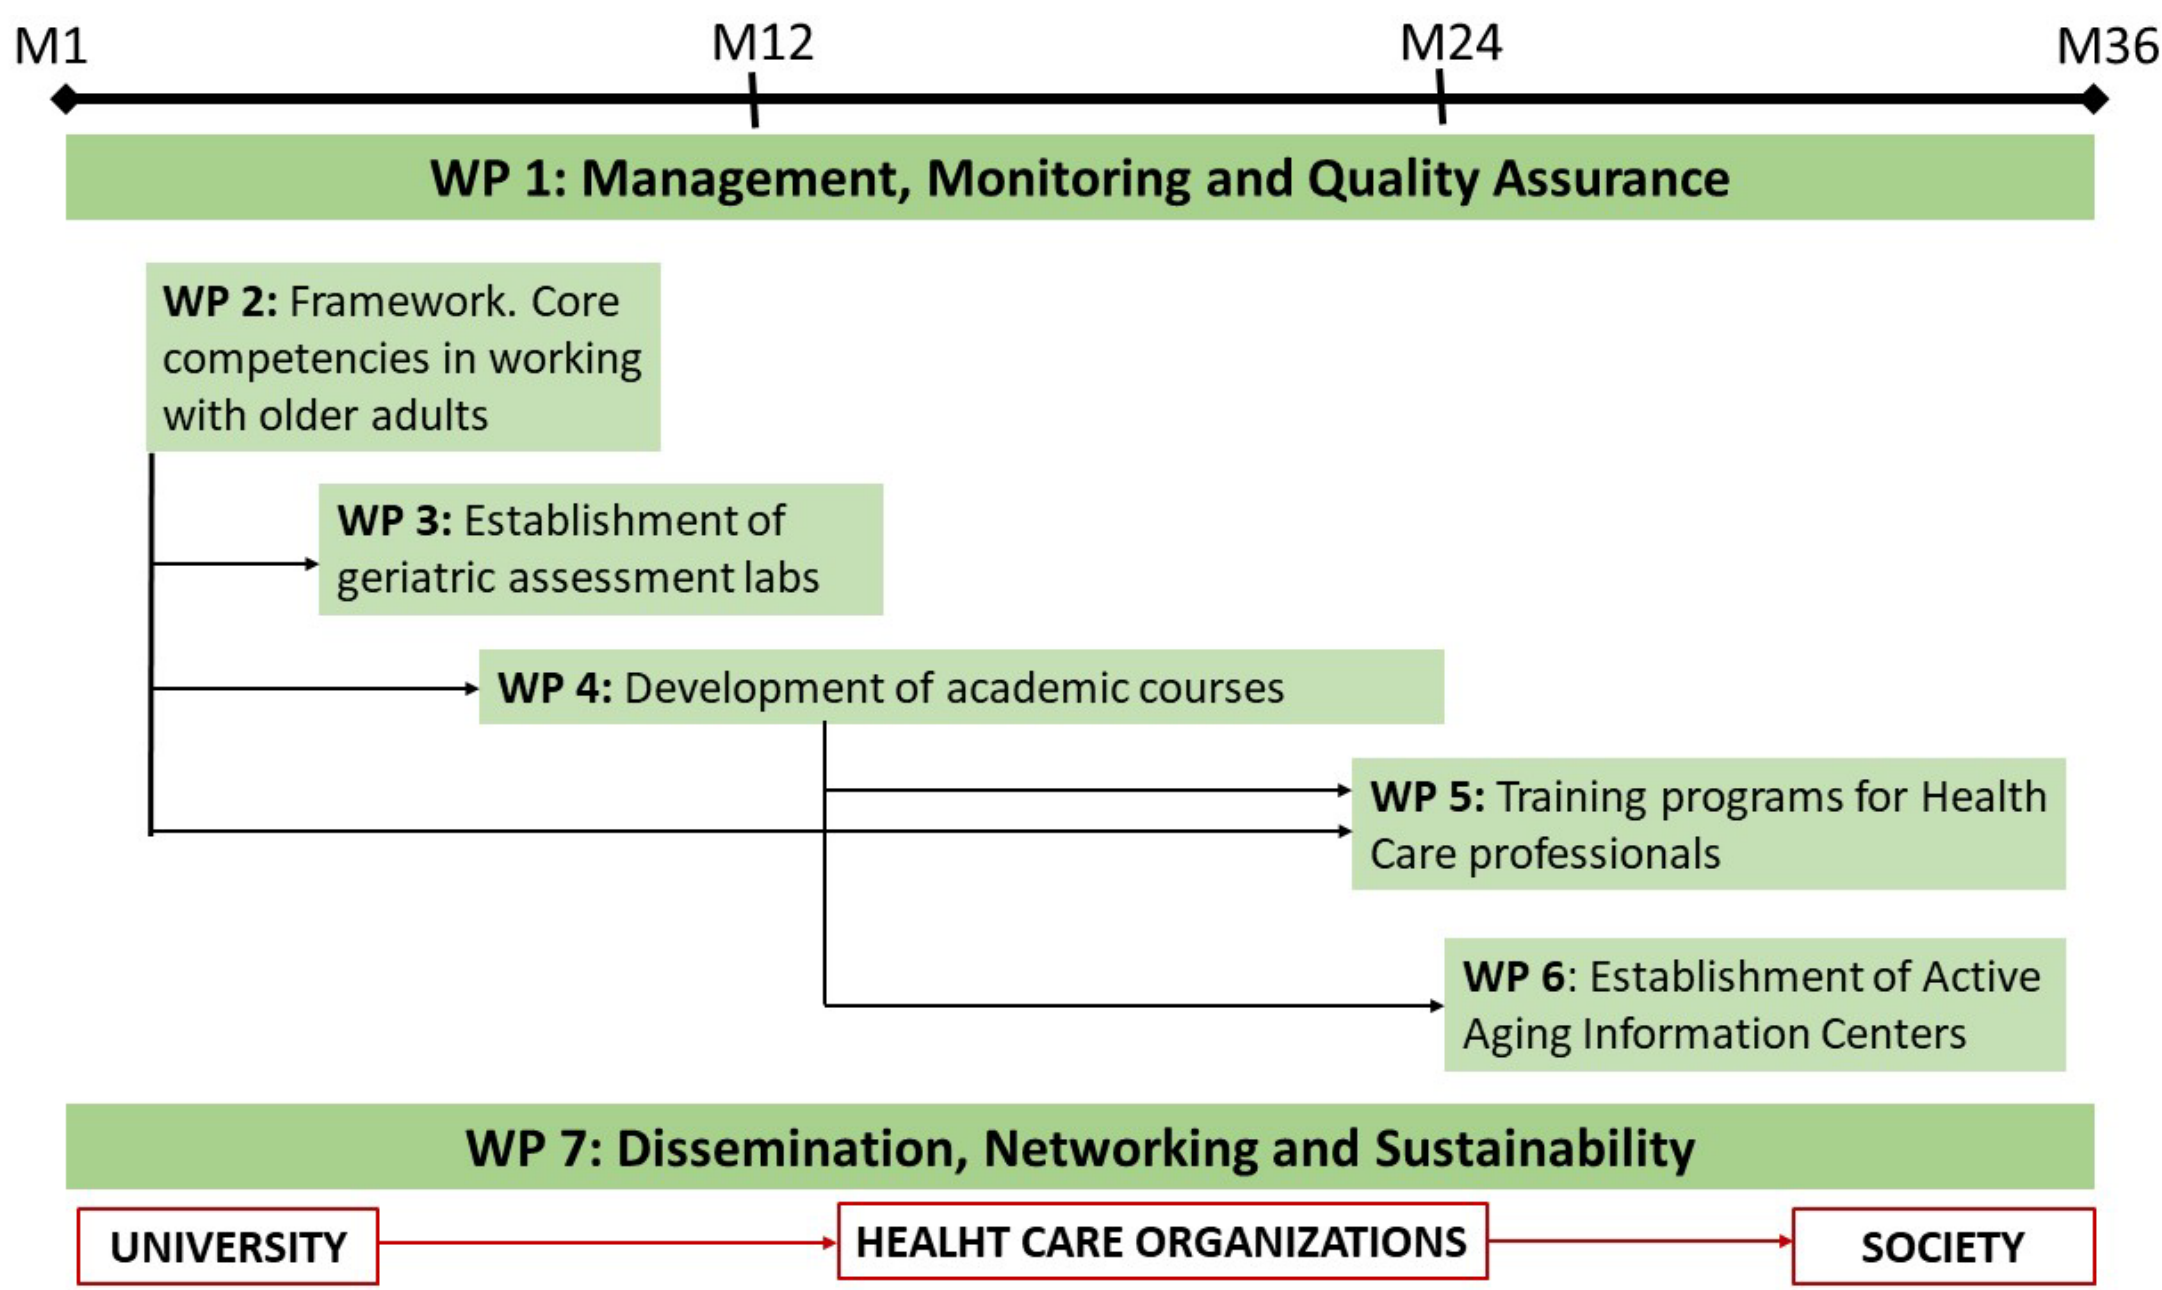 M1
M12
M24
M36
WP 1: Management, Monitoring and Quality Assurance
WP 2: Framework. Core
competencies in working
with older adults
WP 3: Establishment of
geriatric assessment labs
WP 4: Development of academic courses
WP 5: Training programs for Health
Care professionals
WP 6: Establishment of Active
Aging Information Centers
WP 7: Dissemination, Networking and Sustainability
UNIVERSITY
HEALHT CARE ORGANIZATIONS
SOCIETY